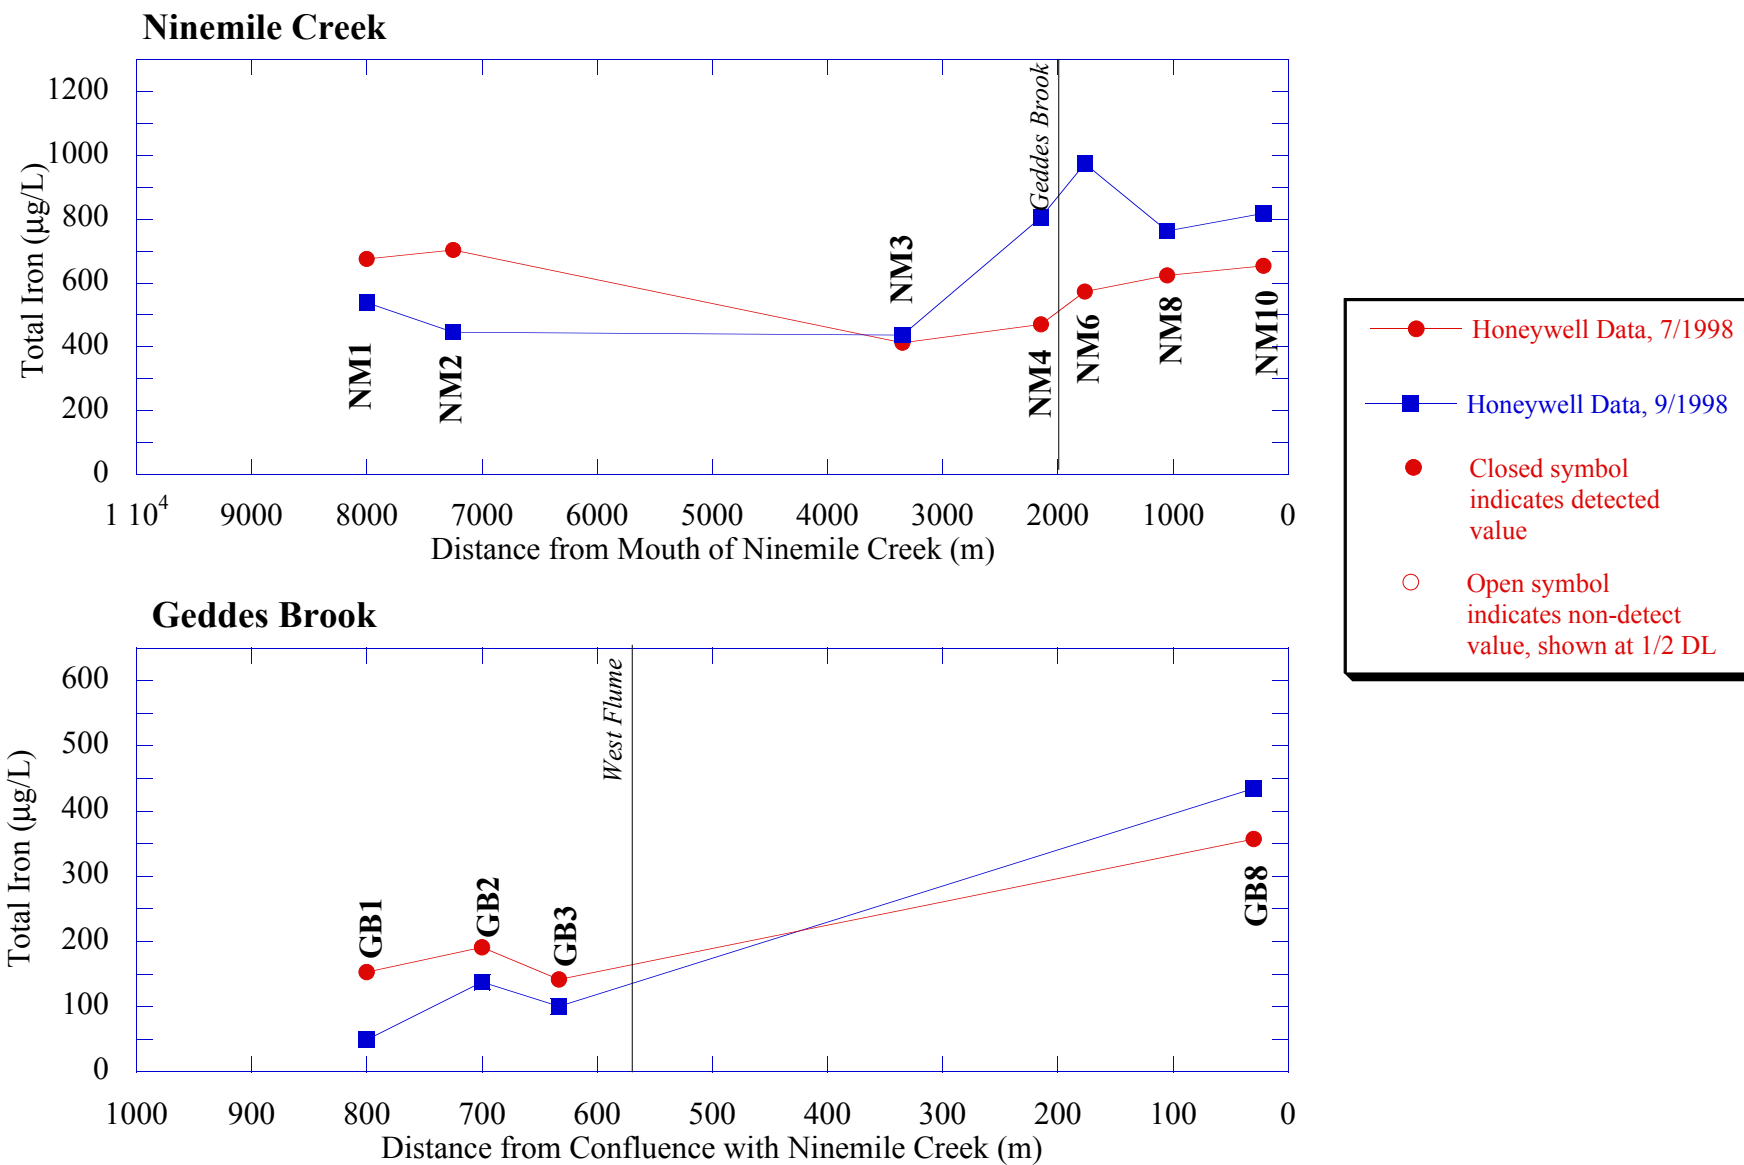 Ninemile Creek
Total Iron (µg/L)
1200
1000
800
600
400
200
0
Geddes Brook
NM1
NM2
NM3
NM4
NM6
NM8
NM10
1 10^4 9000 8000 7000 6000 5000 4000 3000 2000 1000 0
Distance from Mouth of Ninemile Creek (m)
Honeywell Data, 7/1998
Honeywell Data, 9/1998
Closed symbol
indicates detected
value
Open symbol
indicates non-detect
value, shown at 1/2 DL
Geddes Brook
Total Iron (µg/L)
600
500
400
300
200
100
0
West Flume
GB1
GB2
GB3
GB8
1000 900 800 700 600 500 400 300 200 100 0
Distance from Confluence with Ninemile Creek (m)